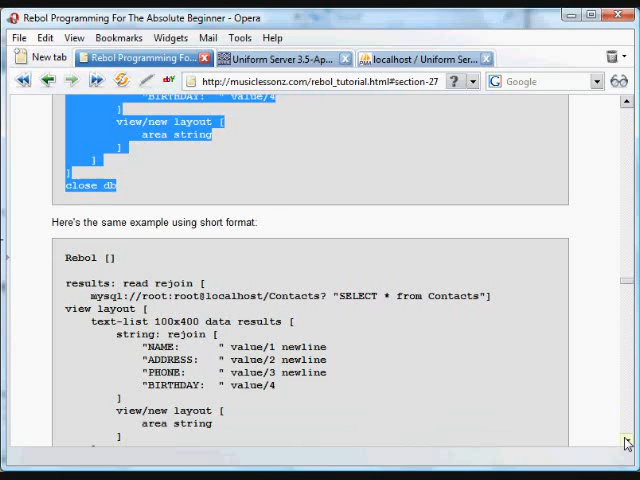 Rebol Programming For The Absolute Beginner - Opera
File Edit View Bookmarks Widgets Mail Tools Help
New tab Rebol Programming Fo... Uniform Server 3.5-Ap... localhost / Uniform Ser...
http://musiclessonz.com/rebol_tutorial.html#section-27 ? Google
"BIRTHDAY: " value/4
]
view/new layout [
area string
]
]
]
close db
Here's the same example using short format:
Rebol []
results: read rejoin [
mysql://root:root@localhost/Contacts? "SELECT * from Contacts"]
view layout [
text-list 100x400 data results [
string: rejoin [
"NAME: " value/1 newline
"ADDRESS: " value/2 newline
"PHONE: " value/3 newline
"BIRTHDAY: " value/4
]
view/new layout [
area string
]